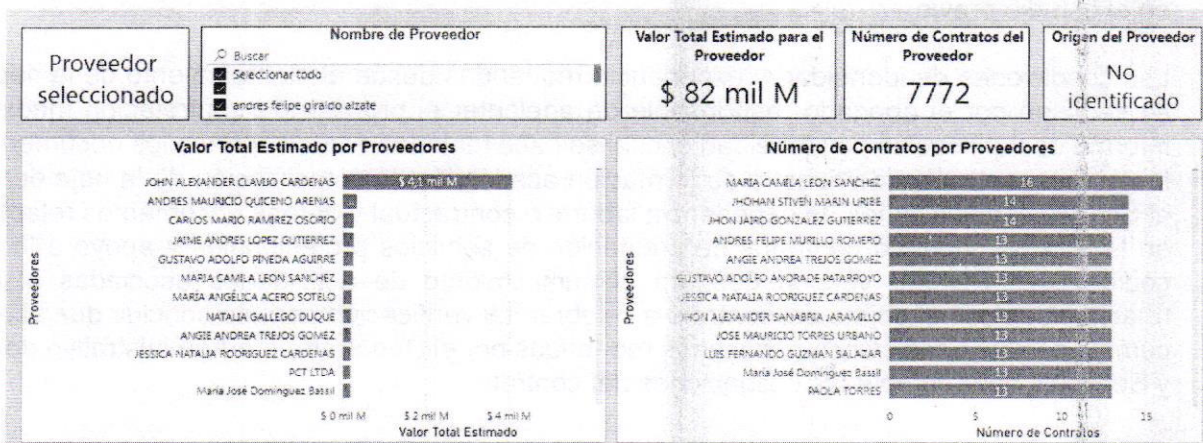 Proveedor
seleccionado
Nombre de Proveedor
Buscar
Seleccionar todo
andres felipe giraldo alzate
Valor Total Estimado para el
Proveedor
$ 82 mil M
Número de Contratos del
Proveedor
7772
Origen del Proveedor
No
identificado
Valor Total Estimado por Proveedores
Proveedores
JOHN ALEXANDER CLAVIJO CARDENAS
ANDRES MAURICIO QUICENO ARENAS
CARLOS MARIO RAMIREZ OSORIO
JAIME ANDRES LOPEZ GUTIERREZ
GUSTAVO ADOLFO PINEDA AGUIRRE
MARIA CAMILA LEON SANCHEZ
MARÍA ANGÉLICA ACERO SOTELO
NATALIA GALLEGO DUQUE
ANGIE ANDREA TREJOS GOMEZ
JESSICA NATALIA RODRIGUEZ CARDENAS
PCT LTDA
María José Domínguez Bassil
$ 0 mil M $ 2 mil M $ 4 mil M
Valor Total Estimado
Número de Contratos por Proveedores
Proveedores
MARIA CAMILA LEON SANCHEZ 16
JHOHAN STIVEN MARIN URIBE 14
JHON JAIRO GONZALEZ GUTIERREZ 14
ANDRES FELIPE MURILLO ROMERO 13
ANGIE ANDREA TREJOS GOMEZ 13
GUSTAVO ADOLFO ANDRADE PATARROYO 13
JESSICA NATALIA RODRIGUEZ CARDENAS 13
JHON ALEXANDER SANABRIA JARAMILLO 13
JOSE MAURICIO TORRES URBANO 13
LUIS FERNANDO GUZMAN SALAZAR 13
María José Domínguez Bassil 13
PAOLA TORRES 13
0 5 10 15
Número de Contratos